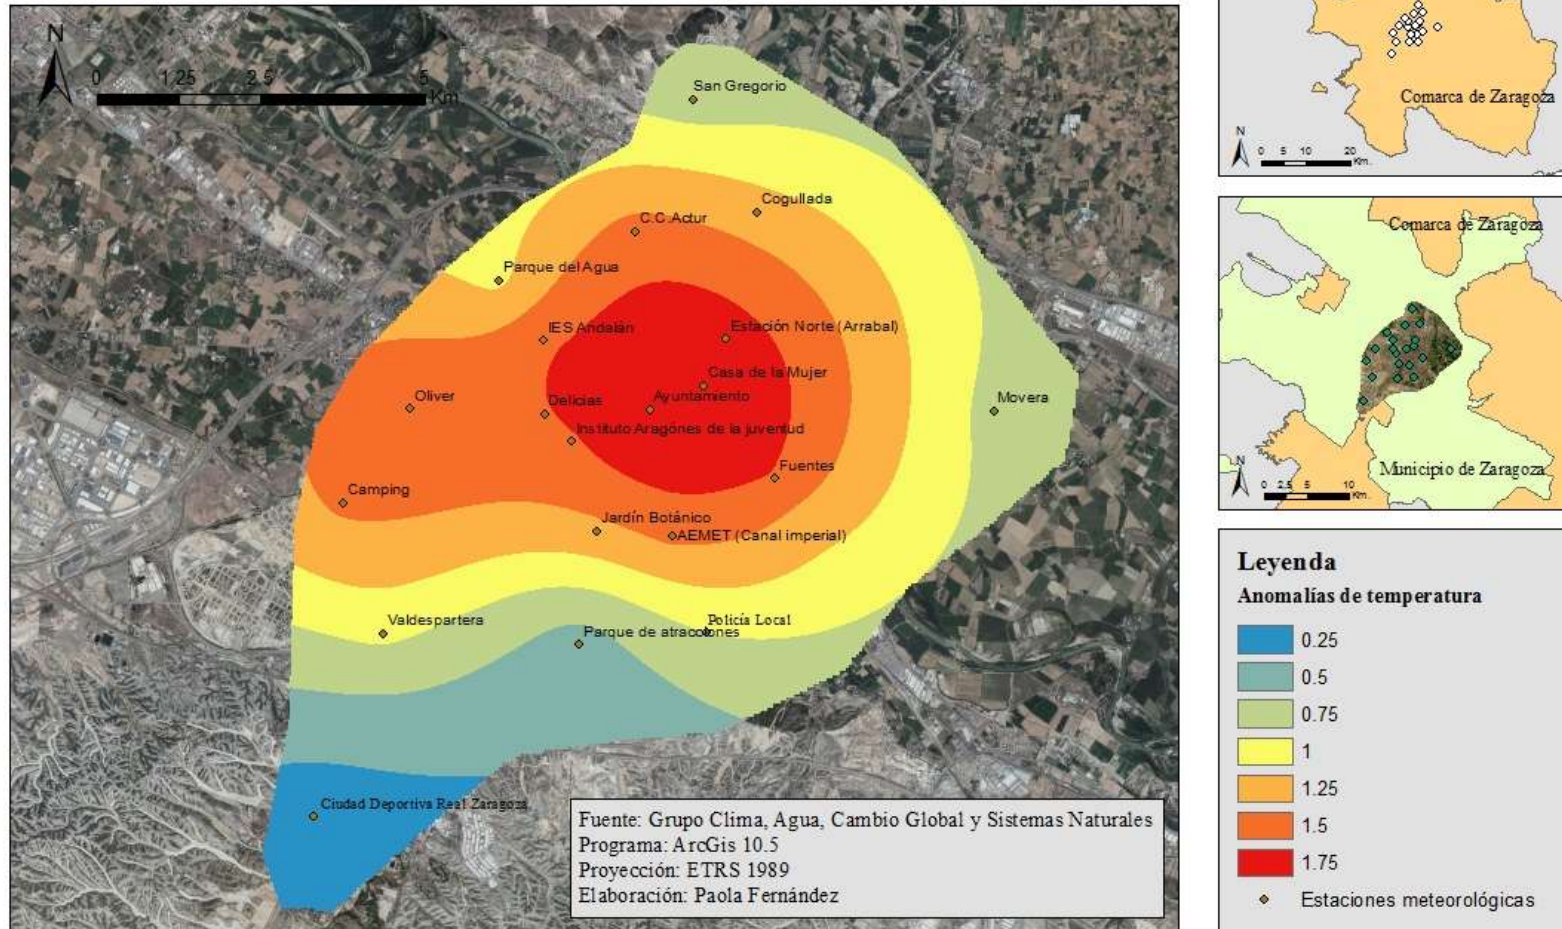 N
0 1.25 2.5 5
Km
San Gregorio
Cogullada
C.C.Actur
Parque del Agua
IES Andalán
Estación Norte (Arrabal)
Casa de la Mujer
Oliver
Delicias
Ayuntamiento
Movera
Instituto Aragónes de la juventud
Fuentes
Camping
Jardín Botánico
AEMET (Canal imperial)
Valdespartera
Policía Local
Parque de atracciones
Ciudad Deportiva Real Zaragoza
Fuente: Grupo Clima, Agua, Cambio Global y Sistemas Naturales
Programa: ArcGis 10.5
Proyección: ETRS 1989
Elaboración: Paola Fernández
Comarca de Zaragoza
N
0 5 10 20
Km.
Comarca de Zaragoza
Municipio de Zaragoza
N
0 2,5 5 10
Km.
Leyenda
Anomalías de temperatura
0.25
0.5
0.75
1
1.25
1.5
1.75
Estaciones meteorológicas